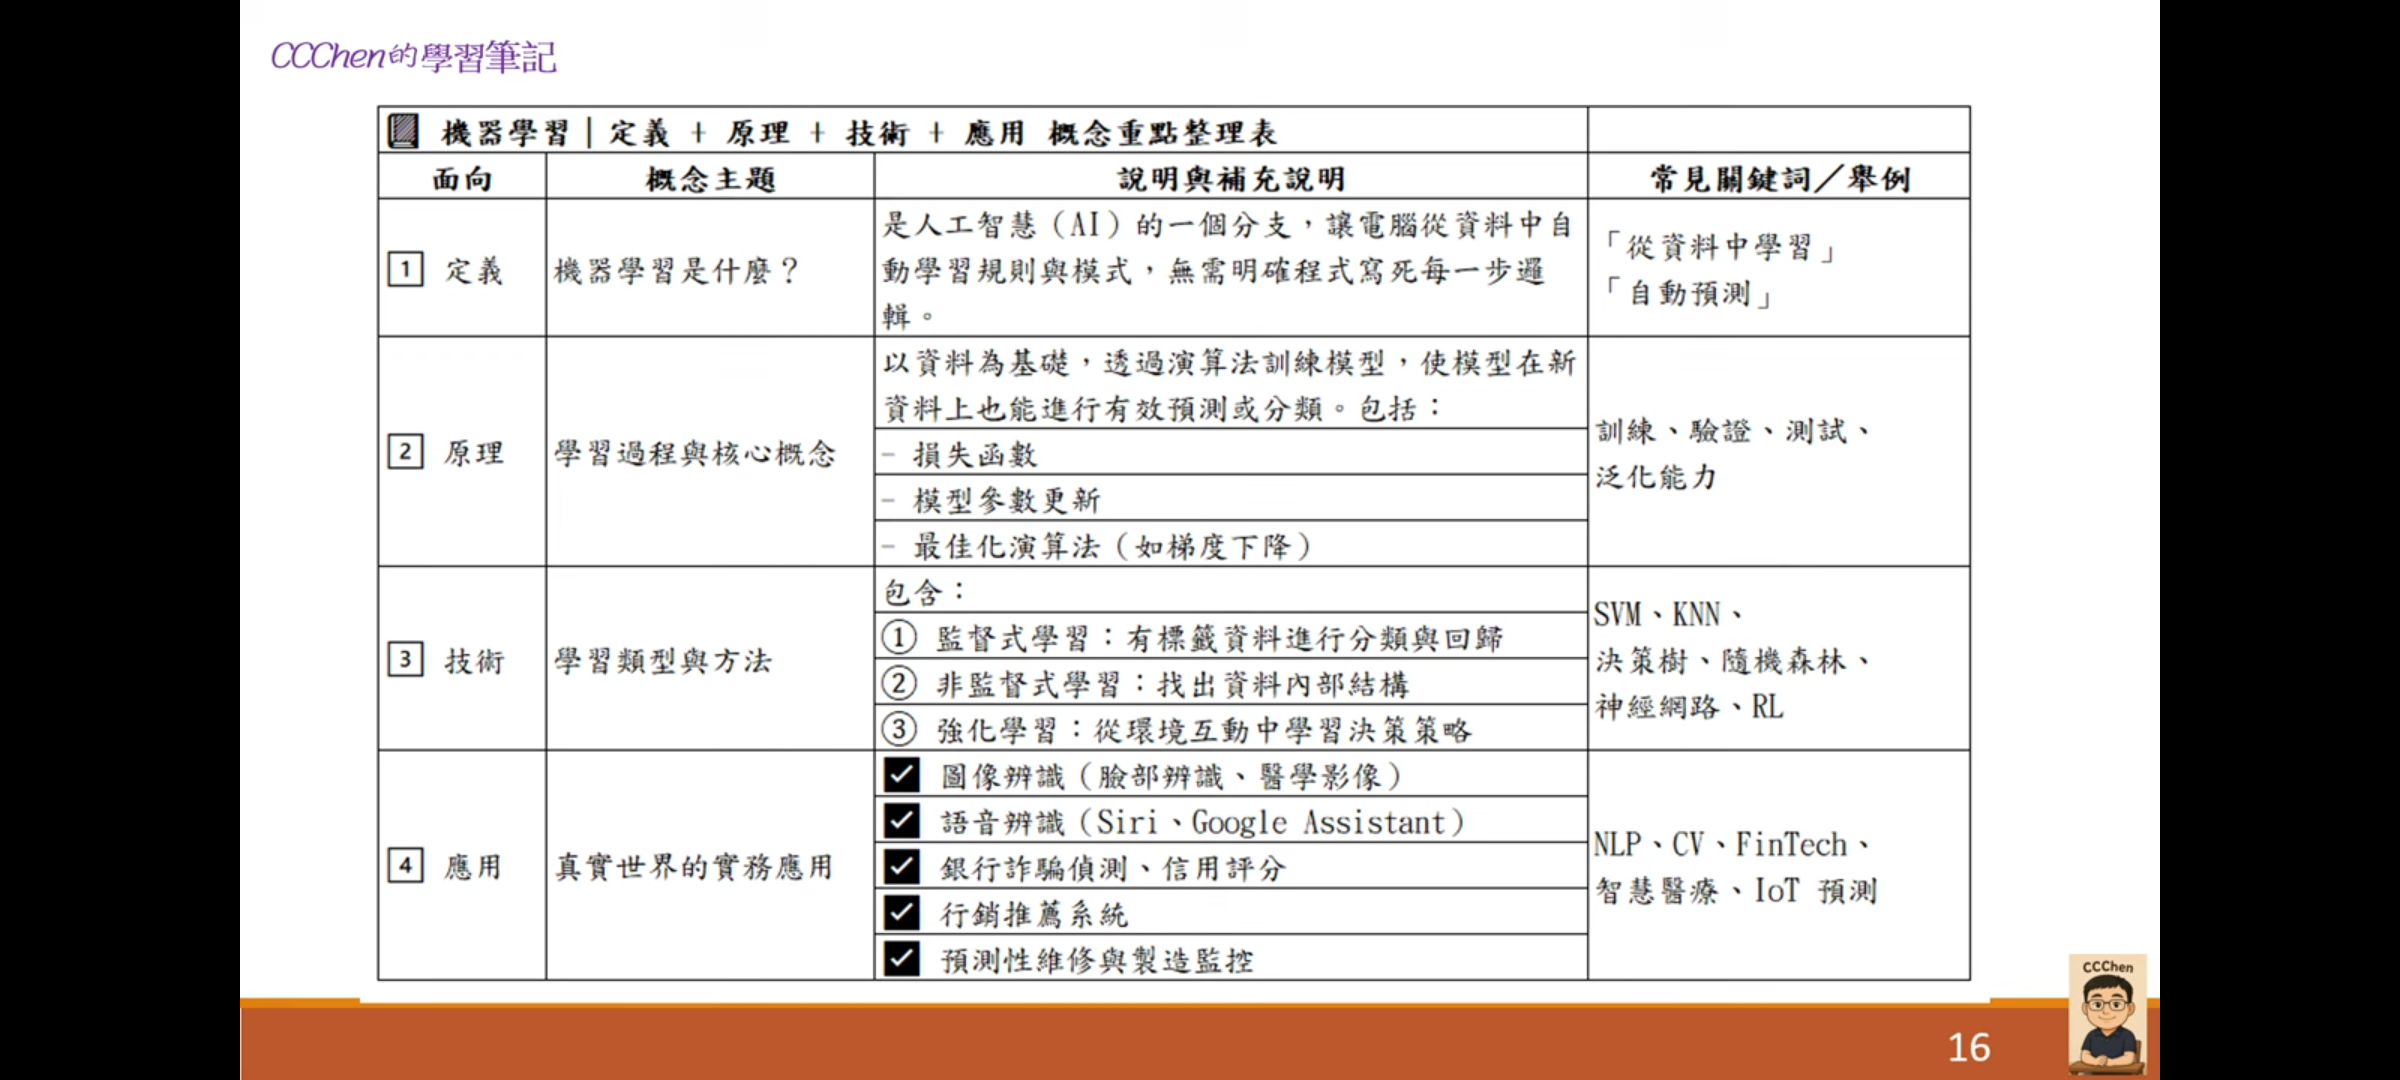 CCChen的學習筆記
機器學習|定義 + 原理 + 技術 + 應用 概念重點整理表
面向 概念主題 說明與補充說明 常見關鍵詞／舉例
1 定義 機器學習是什麼？
是人工智慧（AI）的一個分支，讓電腦從資料中自
動學習規則與模式，無需明確程式寫死每一步邏
輯。
「從資料中學習」
「自動預測」
2 原理 學習過程與核心概念
以資料為基礎，透過演算法訓練模型，使模型在新
資料上也能進行有效預測或分類。包括：
- 損失函數
- 模型參數更新
- 最佳化演算法（如梯度下降）
訓練、驗證、測試、
泛化能力
3 技術 學習類型與方法
包含：
① 監督式學習：有標籤資料進行分類與回歸
② 非監督式學習：找出資料內部結構
③ 強化學習：從環境互動中學習決策策略
SVM、KNN、
決策樹、隨機森林、
神經網路、RL
4 應用 真實世界的實務應用
圖像辨識（臉部辨識、醫學影像）
語音辨識（Siri、Google Assistant）
銀行詐騙偵測、信用評分
行銷推薦系統
預測性維修與製造監控
NLP、CV、FinTech、
智慧醫療、IoT 預測
CCChen
16